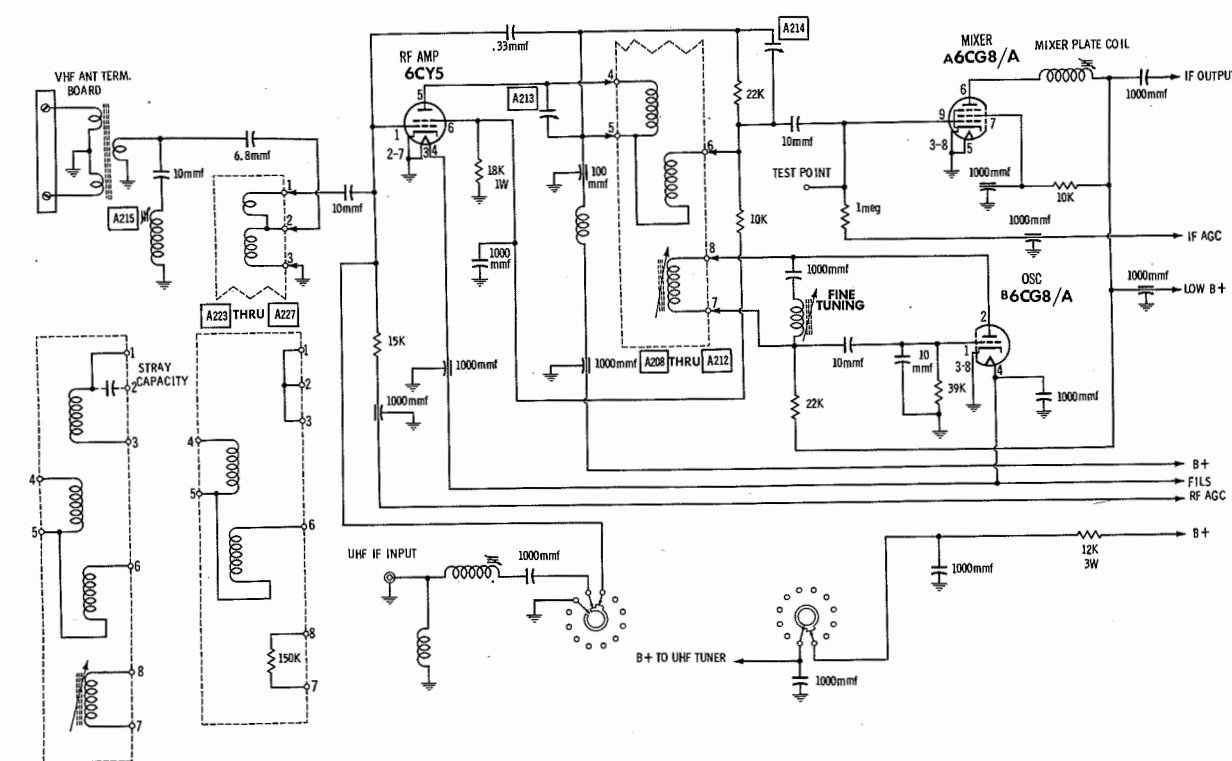 VHF ANT TERM.
BOARD
6.8mmf
10mmf
A215
1
2
3
10mmf
A223 THRU A227
.33mmf
RF AMP
6CY5
5
1
6
2-7
3
4
A213
18K
1W
1000
mmf
100
mmf
4
5
6
8
7
A214
22K
10K
10mmf
TEST POINT
1meg
MIXER
A6CG8/A
6
9
7
3-8
5
MIXER PLATE COIL
IF OUTPUT
1000mmf
1000mmf
10K
1000mmf
IF AGC
1000mmf
LOW B+
OSC
B6CG8/A
2
1
3-8
4
1000mmf
FINE
TUNING
10mmf
10
mmf
39K
1000mmf
22K
A208 THRU A212
1000mmf
15K
1000mmf
1000mmf
B+
FILS
RF AGC
STRAY
CAPACITY
1
2
3
4
5
6
8
7
1
2
3
4
5
6
8
150K
7
UHF IF INPUT
1000mmf
B+ TO UHF TUNER
1000mmf
1000mmf
12K
3W
B+